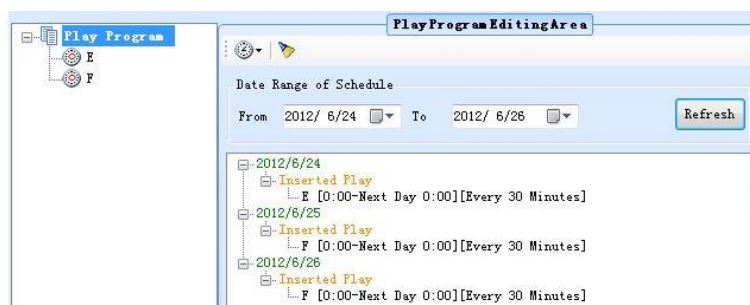 Play Program
E
F
PlayProgramEditingArea
Date Range of Schedule
From 2012/ 6/24 To 2012/ 6/26 Refresh
2012/6/24
Inserted Play
E [0:00-Next Day 0:00][Every 30 Minutes]
2012/6/25
Inserted Play
F [0:00-Next Day 0:00][Every 30 Minutes]
2012/6/26
Inserted Play
F [0:00-Next Day 0:00][Every 30 Minutes]